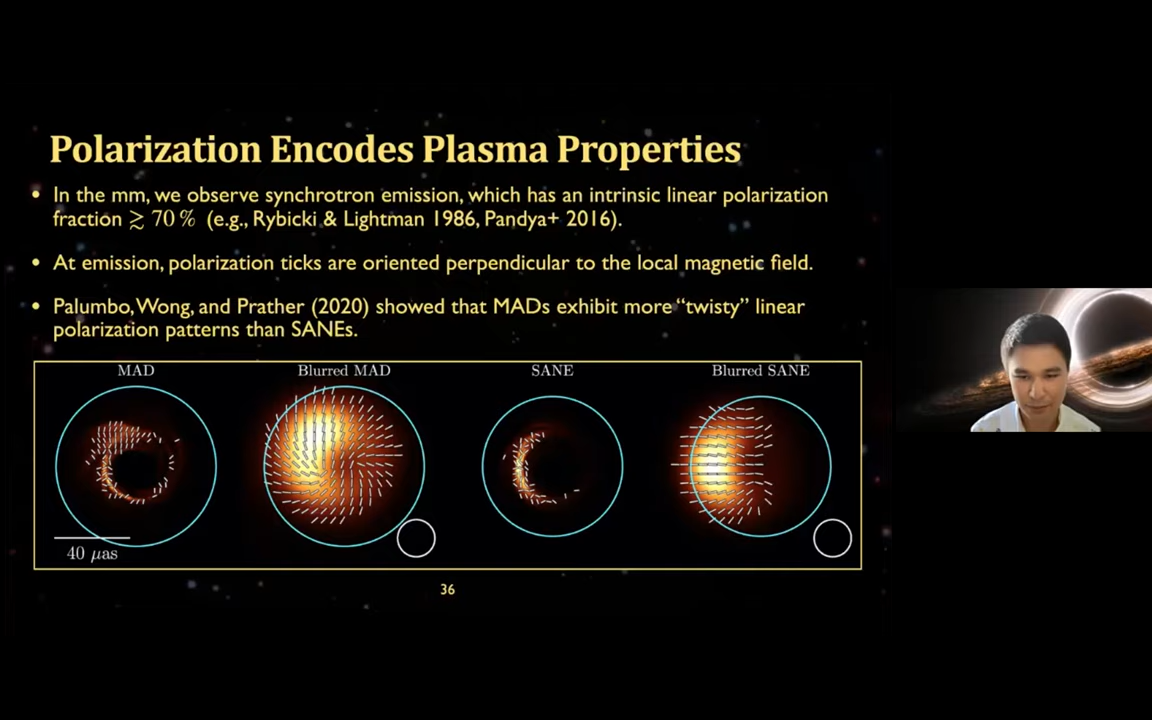 Polarization Encodes Plasma Properties
• In the mm, we observe synchrotron emission, which has an intrinsic linear polarization
fraction ≳ 70 % (e.g., Rybicki & Lightman 1986, Pandya+ 2016).
• At emission, polarization ticks are oriented perpendicular to the local magnetic field.
• Palumbo, Wong, and Prather (2020) showed that MADs exhibit more “twisty” linear
polarization patterns than SANEs.
MAD
Blurred MAD
SANE
Blurred SANE
40 μas
36